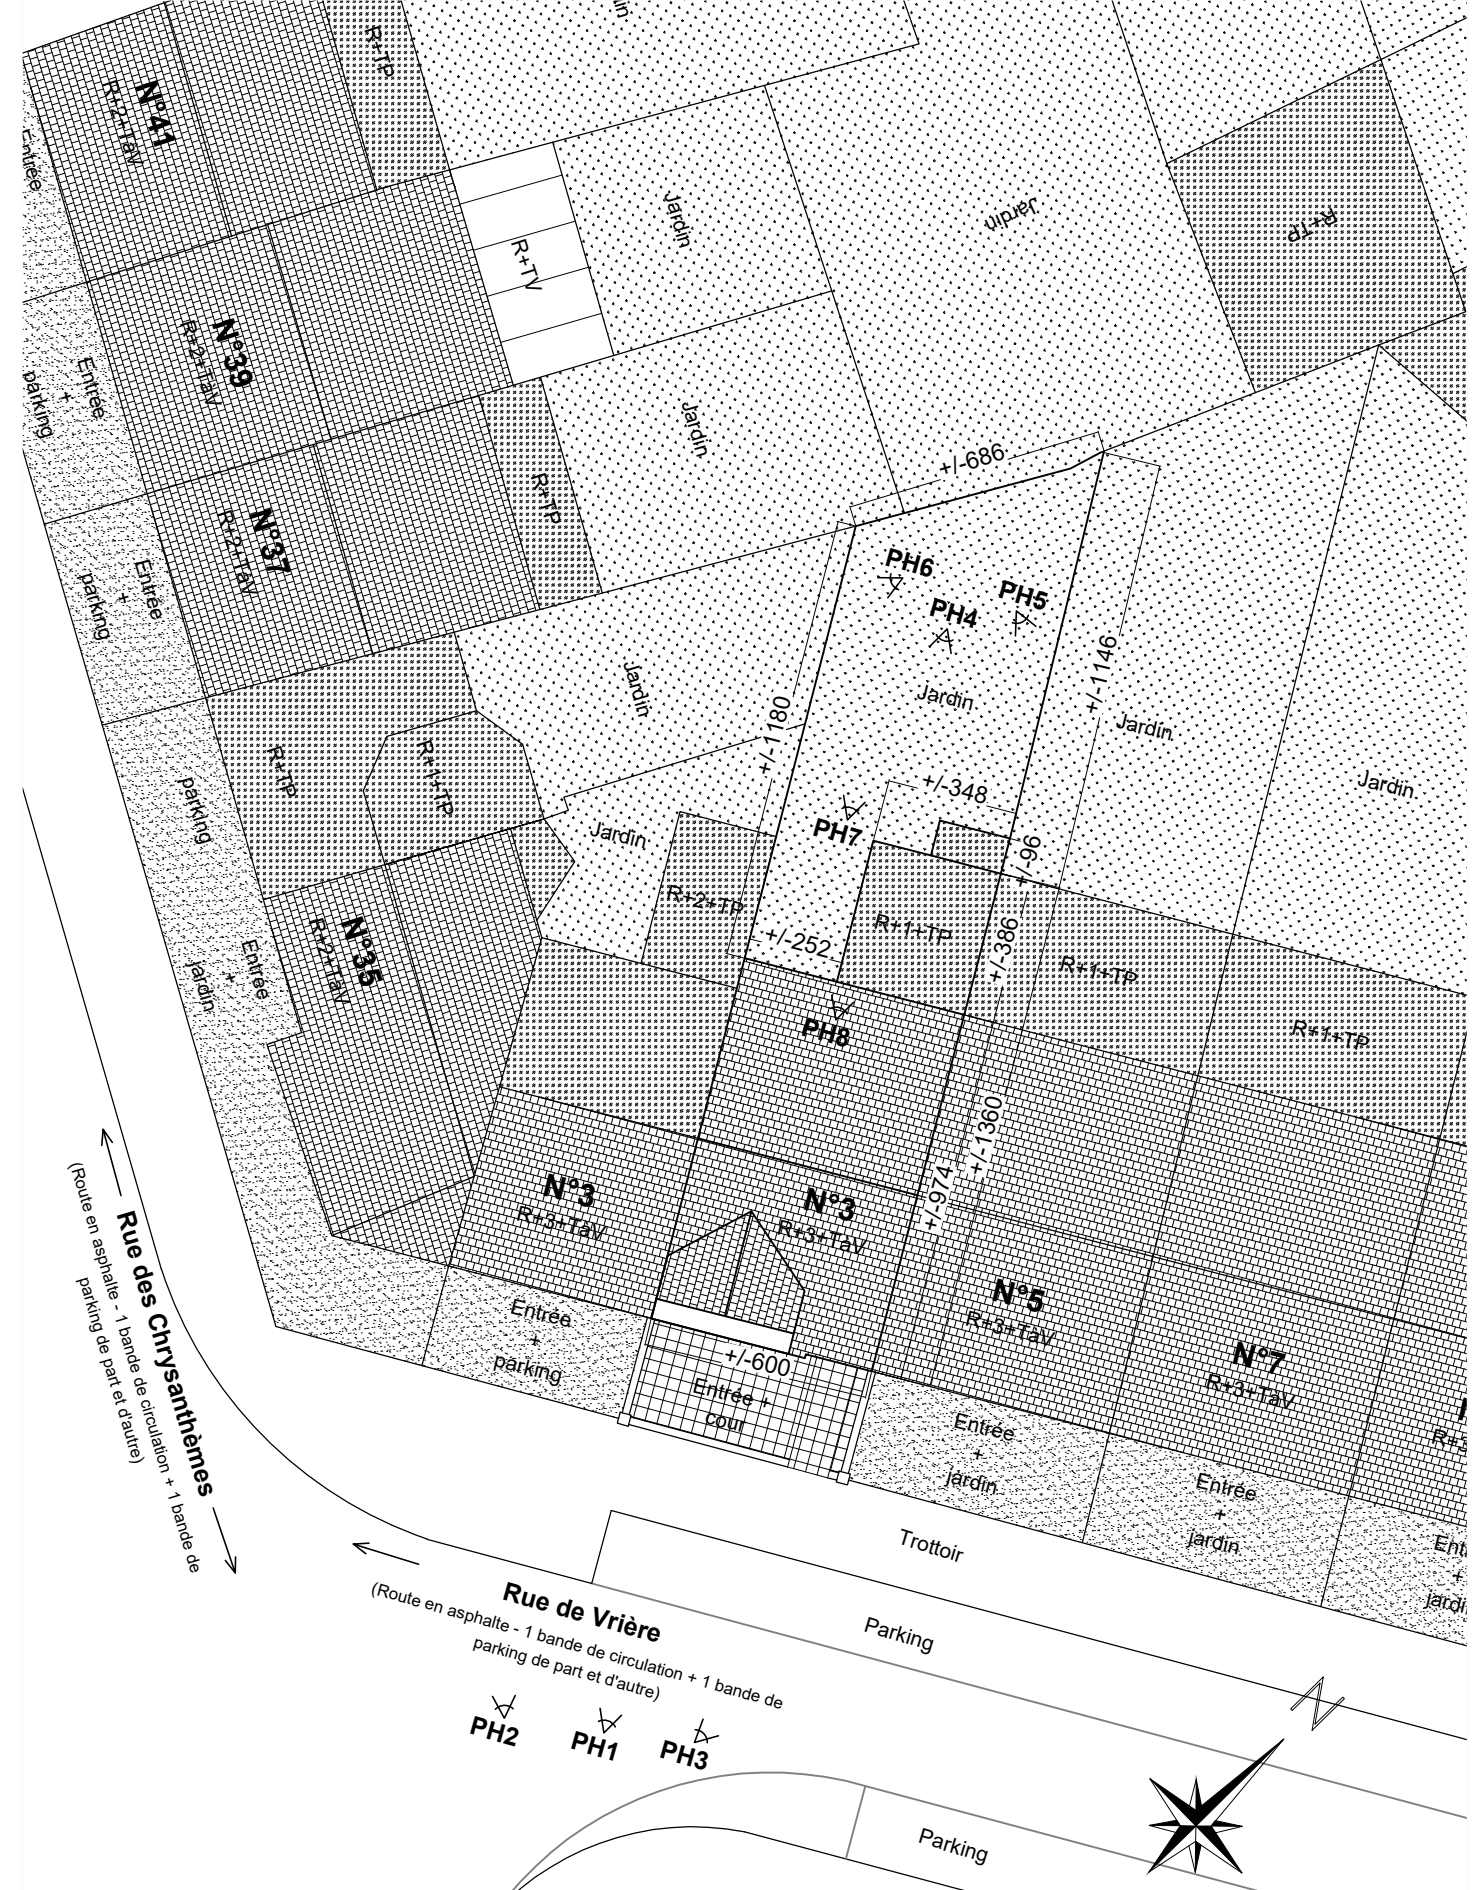 in
R+TP
N°41
R+2+TaV
Entrée
Jardin
Jardin
R+TP
R+TV
N°39
R+2+TaV
Entrée
+
parking
Jardin
+/-686
R+TP
N°37
R+2+TaV
Entrée
+
parking
PH6
PH5
PH4
Jardin
Jardin
+/-1146
Jardin
+/-1180
R+TP
R+1+TP
parking
+/-348
Jardin
Jardin
PH7
+/-96
R+2+TP
R+1+TP
+/-252
+/-386
R+1+TP
R+1+TP
N°35
R+2+TaV
Entrée
+
jardin
PH8
+/-1360
+/-974
N°3
R+3+TaV
N°3
R+3+TaV
N°5
R+3+TaV
N°7
R+3+TaV
R+3
Entrée
+
parking
+/-600
Entrée +
cour
Entrée
+
jardin
Entrée
+
jardin
Ent
+
jardi
Rue des Chrysanthèmes
(Route en asphalte - 1 bande de circulation + 1 bande de
parking de part et d'autre)
Trottoir
Parking
Rue de Vrière
(Route en asphalte - 1 bande de circulation + 1 bande de
parking de part et d'autre)
PH2
PH1
PH3
N
Parking